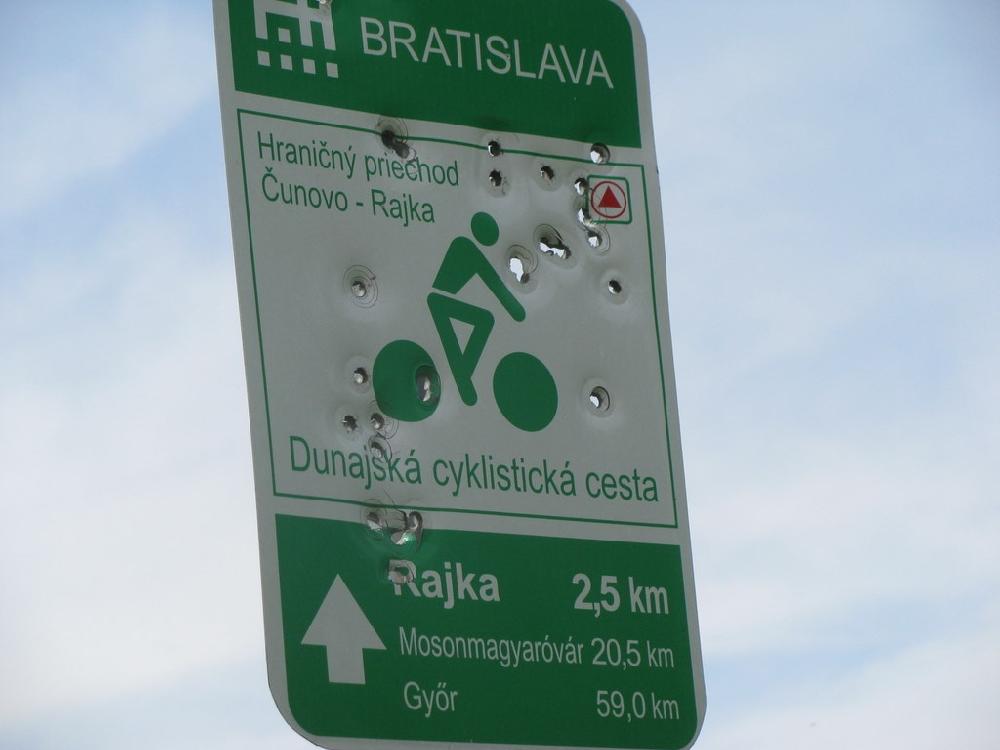 BRATISLAVA
Hraničný priechod
Čunovo - Rajka
Dunajská cyklistická cesta
Rajka 2,5 km
Mosonmagyaróvár 20,5 km
Győr 59,0 km